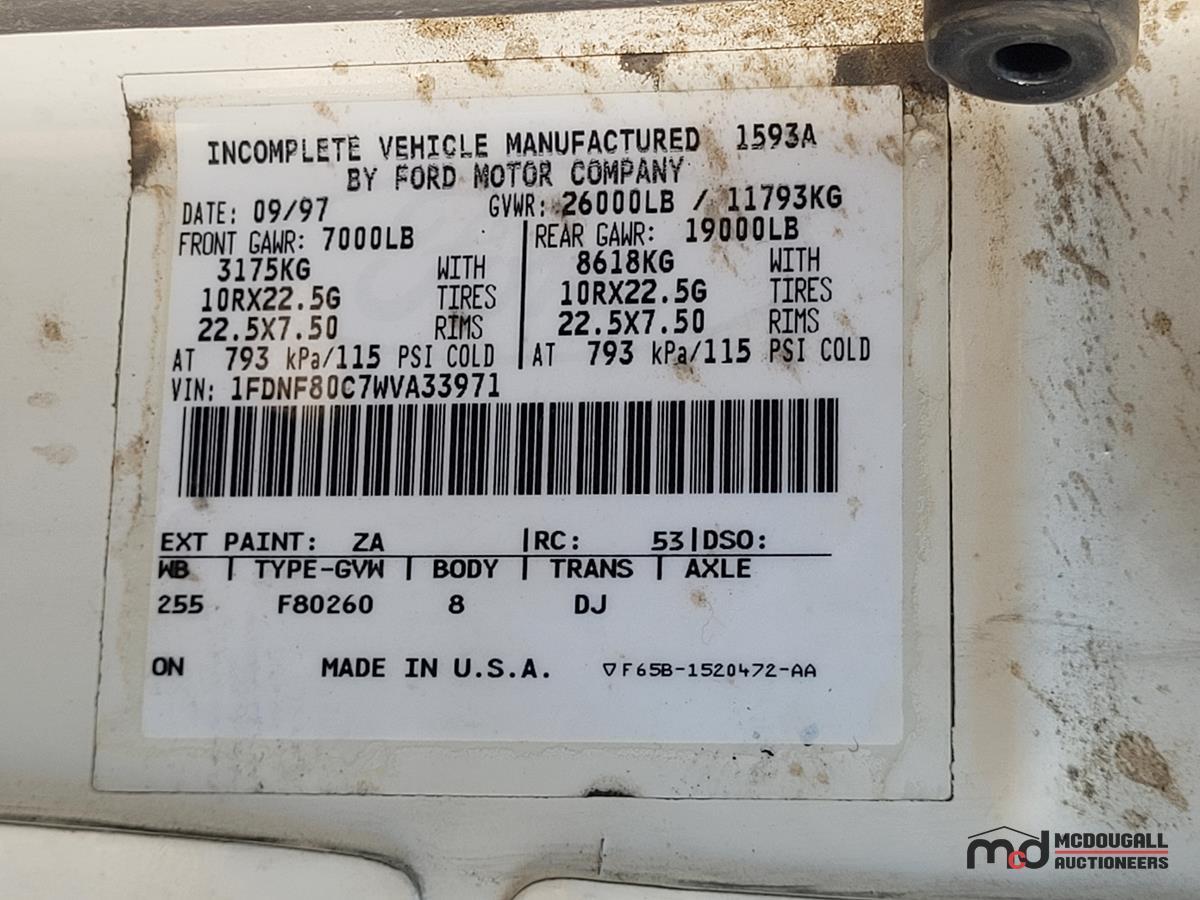 INCOMPLETE VEHICLE MANUFACTURED 1593A
BY FORD MOTOR COMPANY
DATE: 09/97 GVWR: 26000LB / 11793KG
FRONT GAWR: 7000LB REAR GAWR: 19000LB
3175KG WITH 8618KG WITH
10RX22.5G TIRES 10RX22.5G TIRES
22.5X7.50 RIMS 22.5X7.50 RIMS
AT 793 kPa/115 PSI COLD AT 793 kPa/115 PSI COLD
VIN: 1FDNF80C7WVA33971
EXT PAINT: ZA |RC: 53|DSO:
WB | TYPE-GVW | BODY | TRANS | AXLE
255 F80260 8 DJ
ON MADE IN U.S.A. ▽F65B-1520472-AA
mcd MCDOUGALL
AUCTIONEERS